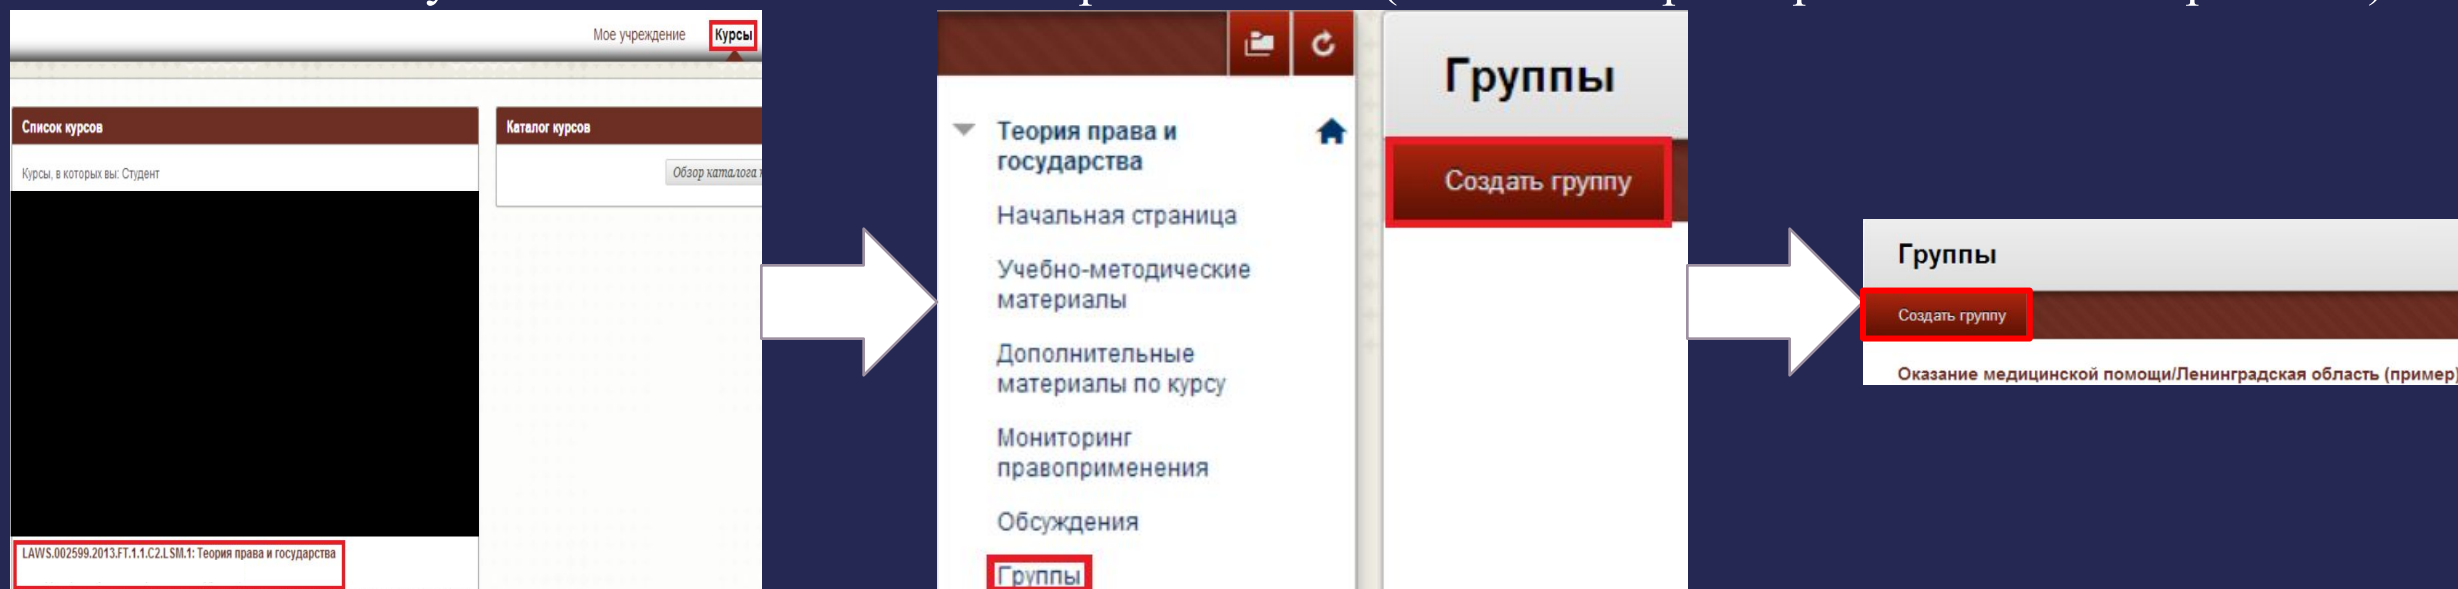 Мое учреждение Курсы
Список курсов
Каталог курсов
Курсы, в которых вы: Студент
Обзор каталога
LAWS.002599.2013.FT.1.1.C2.LSM.1: Теория права и государства
Теория права и
государства
Начальная страница
Учебно-методические
материалы
Дополнительные
материалы по курсу
Мониторинг
правоприменения
Обсуждения
Группы
Группы
Создать группу
Группы
Создать группу
Оказание медицинской помощи/Ленинградская область (пример)